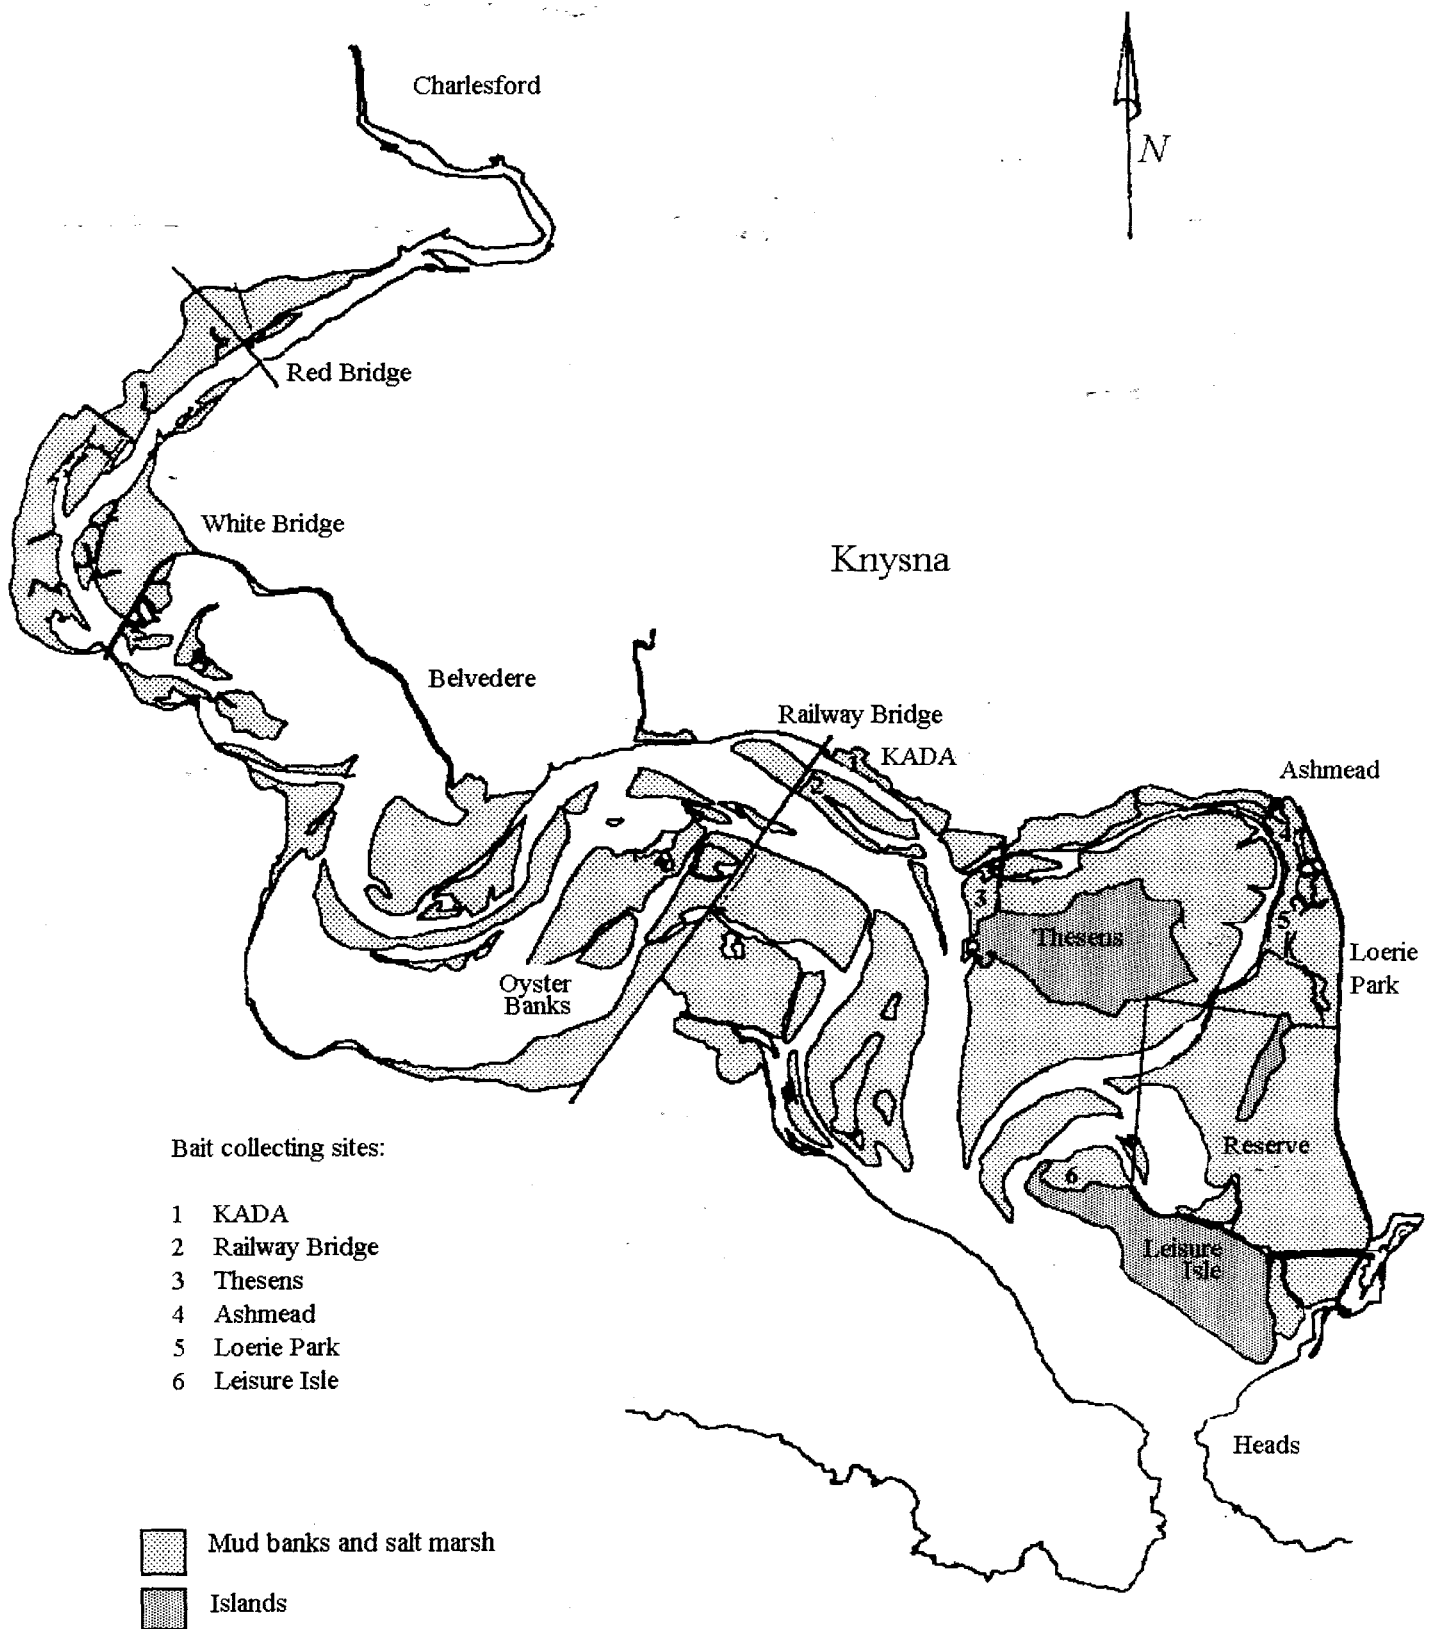 Charlesford
N
Red Bridge
White Bridge
Knysna
Belvedere
Railway Bridge
1
KADA
2
Ashmead
4
3
Thesens
5
Loerie
Park
Oyster
Banks
Reserve
6
Leisure
Isle
Bait collecting sites:
1 KADA
2 Railway Bridge
3 Thesens
4 Ashmead
5 Loerie Park
6 Leisure Isle
Heads
Mud banks and salt marsh
Islands